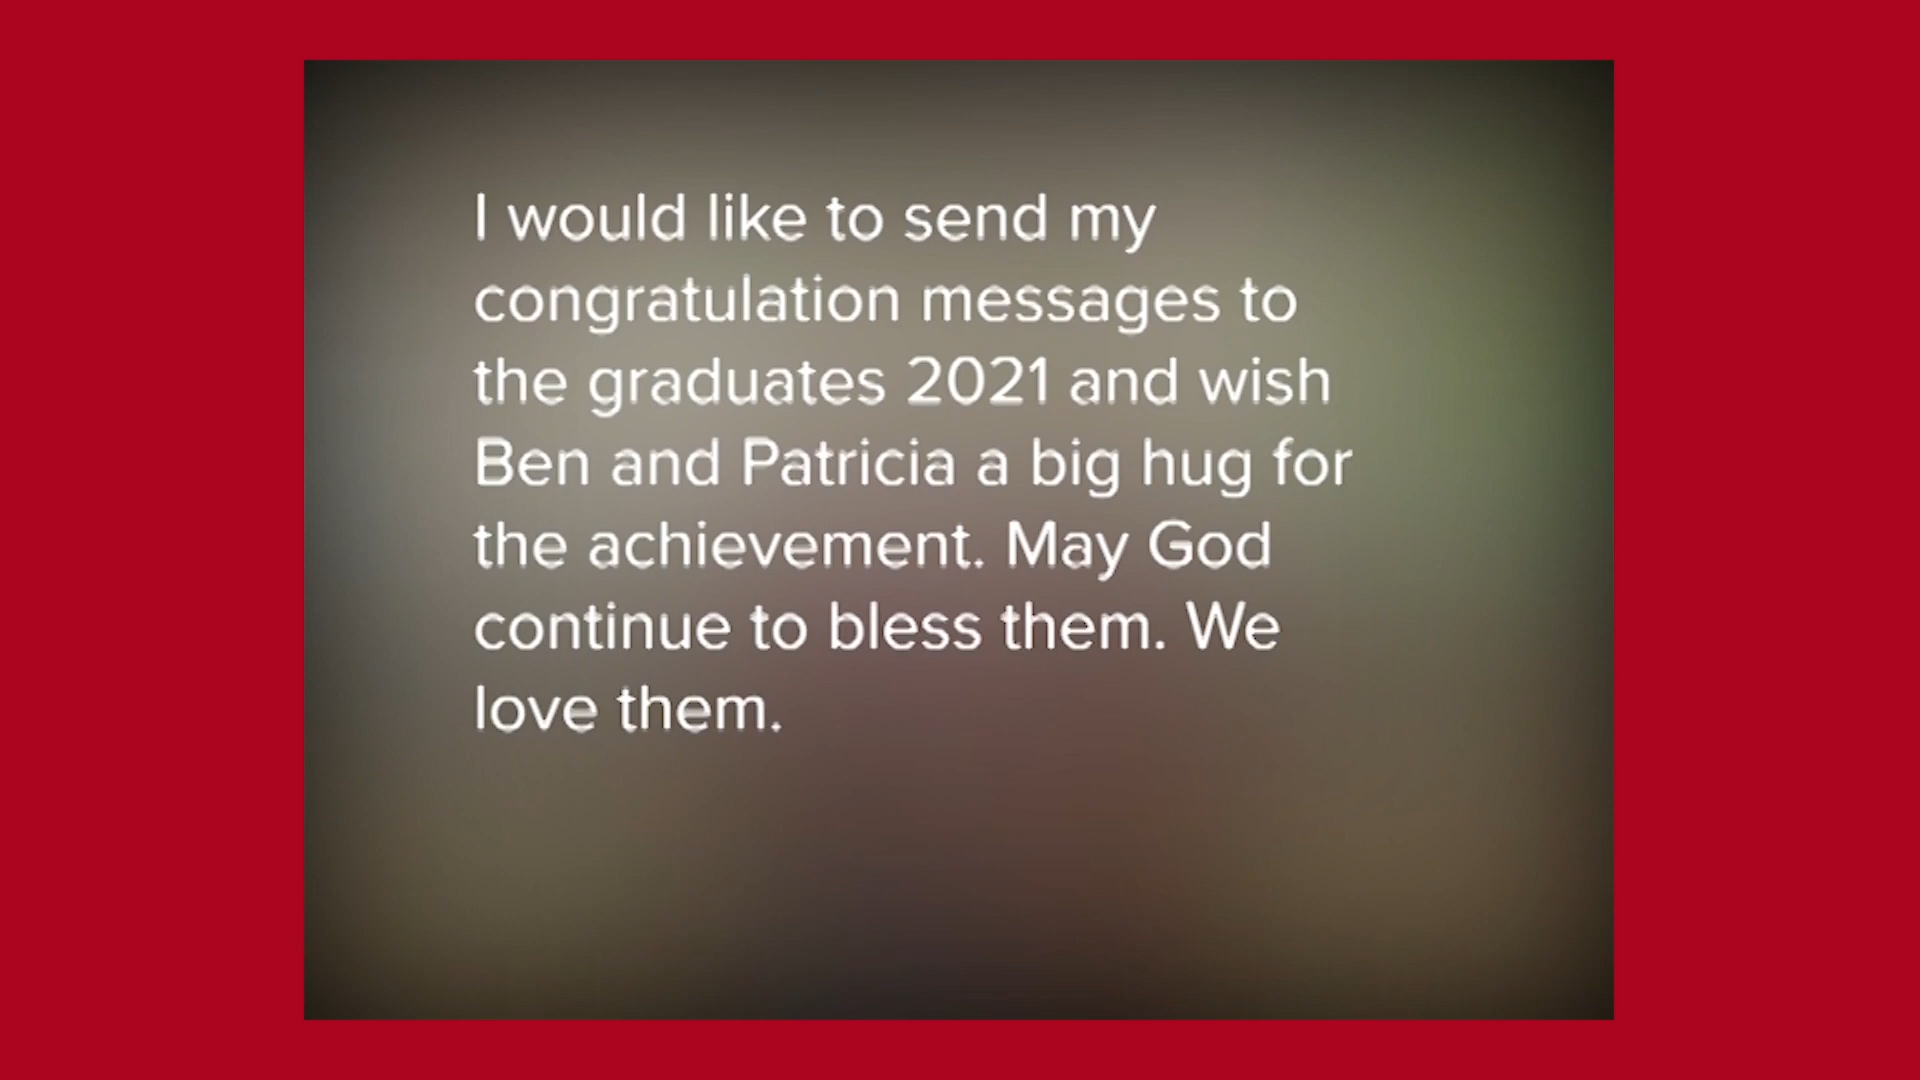 I would like to send my
congratulation messages to
the graduates 2021 and wish
Ben and Patricia a big hug for
the achievement. May God
continue to bless them. We
love them.